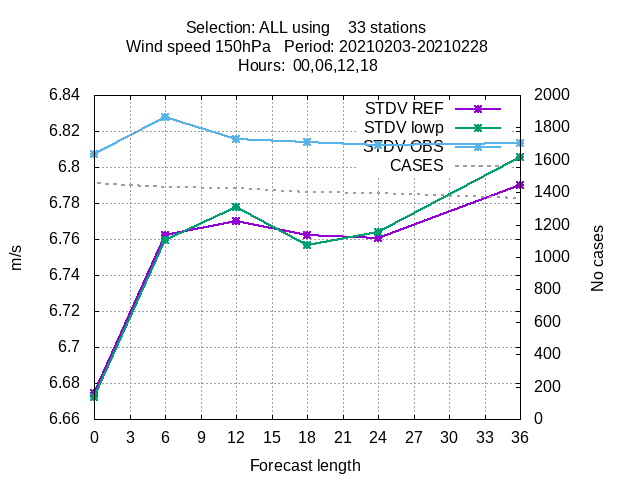 Selection: ALL using    33 stations
Wind speed 150hPa   Period: 20210203-20210228
Hours:  00,06,12,18
STDV REF
STDV lowp
STDV OBS
CASES
6.84
6.82
6.8
6.78
6.76
6.74
6.72
6.7
6.68
6.66
m/s
2000
1800
1600
1400
1200
1000
800
600
400
200
0
No cases
0 3 6 9 12 15 18 21 24 27 30 33 36
Forecast length